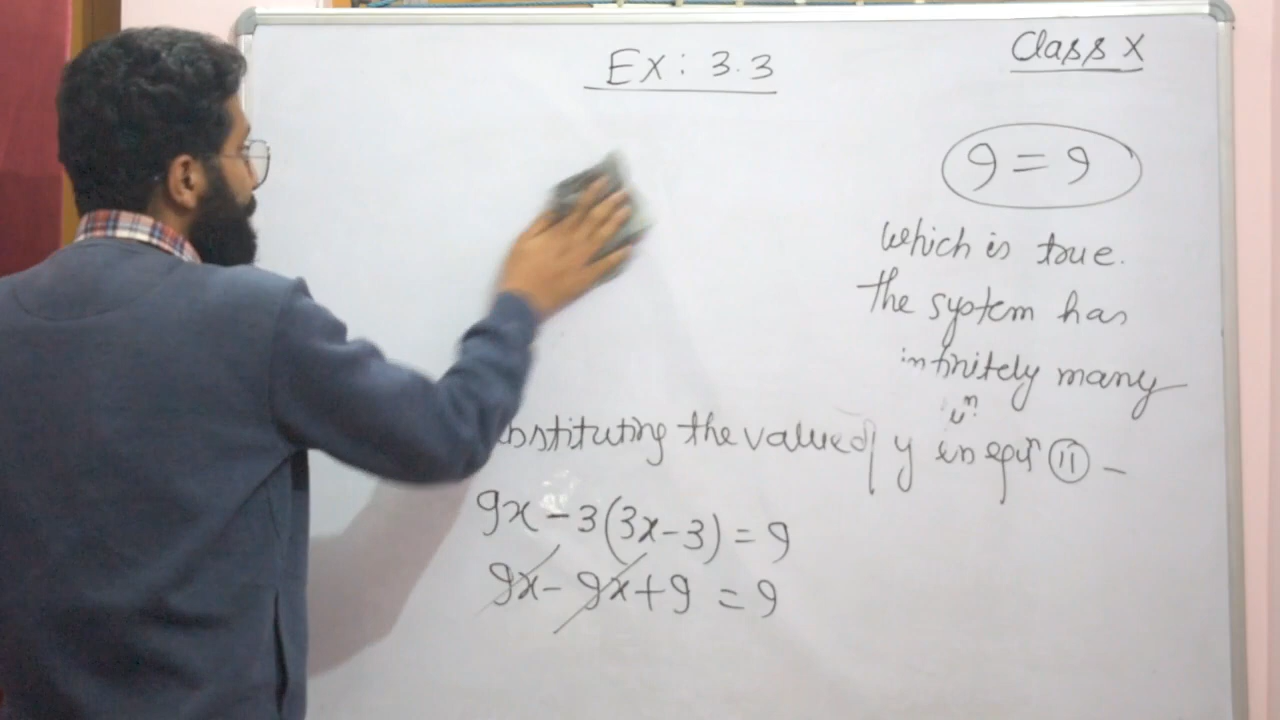 Ex: 3.3
Class X
9 = 9
which is true.
The system has
infinitely many
substituting the value of y in eqn (II) -
9x - 3(3x - 3) = 9
9x - 9x + 9 = 9